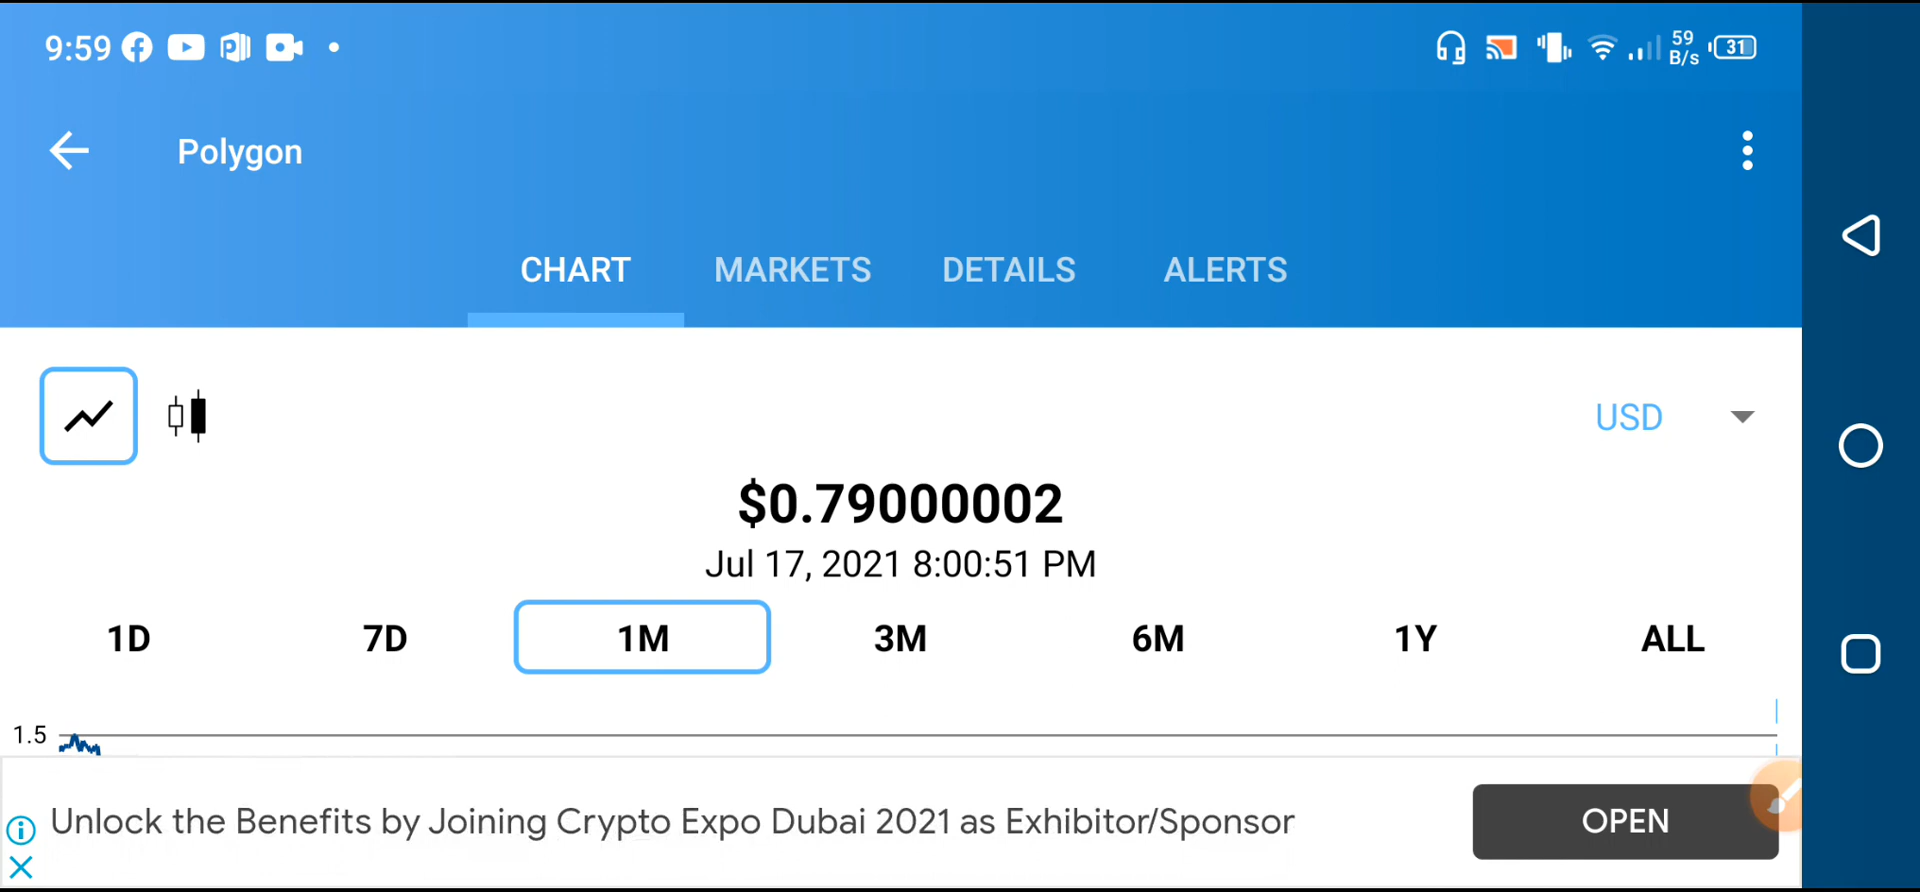 9:59
59
B/s
31
Polygon
CHART MARKETS DETAILS ALERTS
USD
$0.79000002
Jul 17, 2021 8:00:51 PM
1D 7D 1M 3M 6M 1Y ALL
1.5
Unlock the Benefits by Joining Crypto Expo Dubai 2021 as Exhibitor/Sponsor
OPEN